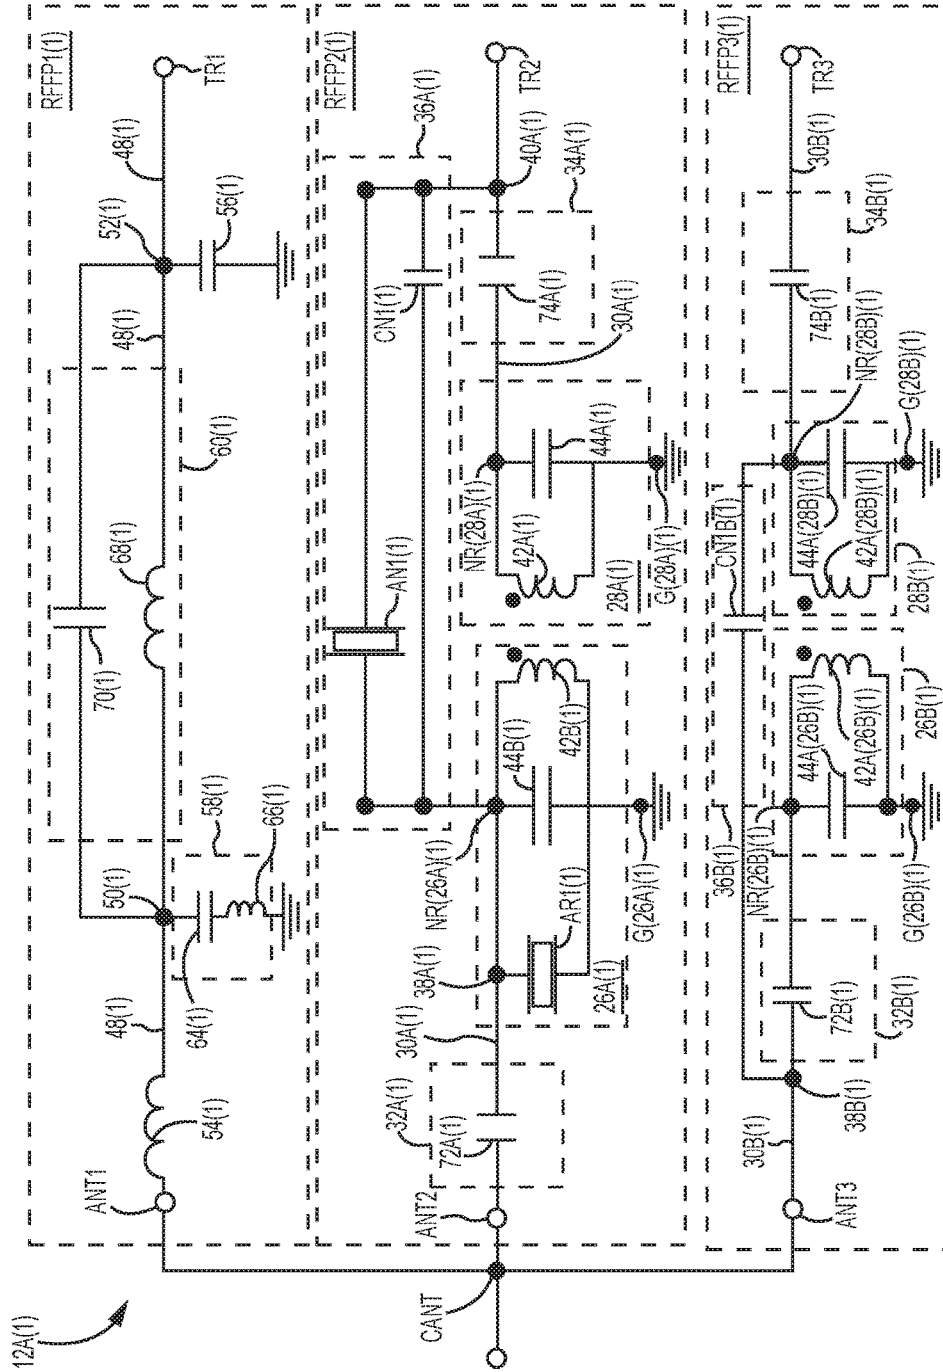 12A(1)
RFFP1(1)
ANT1
54(1)
48(1)
64(1)
50(1)
58(1)
66(1)
70(1)
68(1)
60(1)
48(1)
52(1)
56(1)
48(1)
TR1
RFFP2(1)
CANT
ANT2
72A(1)
32A(1)
30A(1)
38A(1)
26A(1)
AR1(1)
NR(26A)(1)
G(26A)(1)
44B(1)
42B(1)
AN1(1)
28A(1)
42A(1)
NR(28A)(1)
G(28A)(1)
44A(1)
30A(1)
CN1(1)
74A(1)
34A(1)
40A(1)
36A(1)
TR2
RFFP3(1)
ANT3
30B(1)
38B(1)
72B(1)
32B(1)
36B(1)
NR(26B)(1)
G(26B)(1)
44A(26B)(1)
42A(26B)(1)
26B(1)
CN1B(1)
28B(1)
44A(28B)(1)
42A(28B)(1)
G(28B)(1)
NR(28B)(1)
74B(1)
34B(1)
30B(1)
TR3